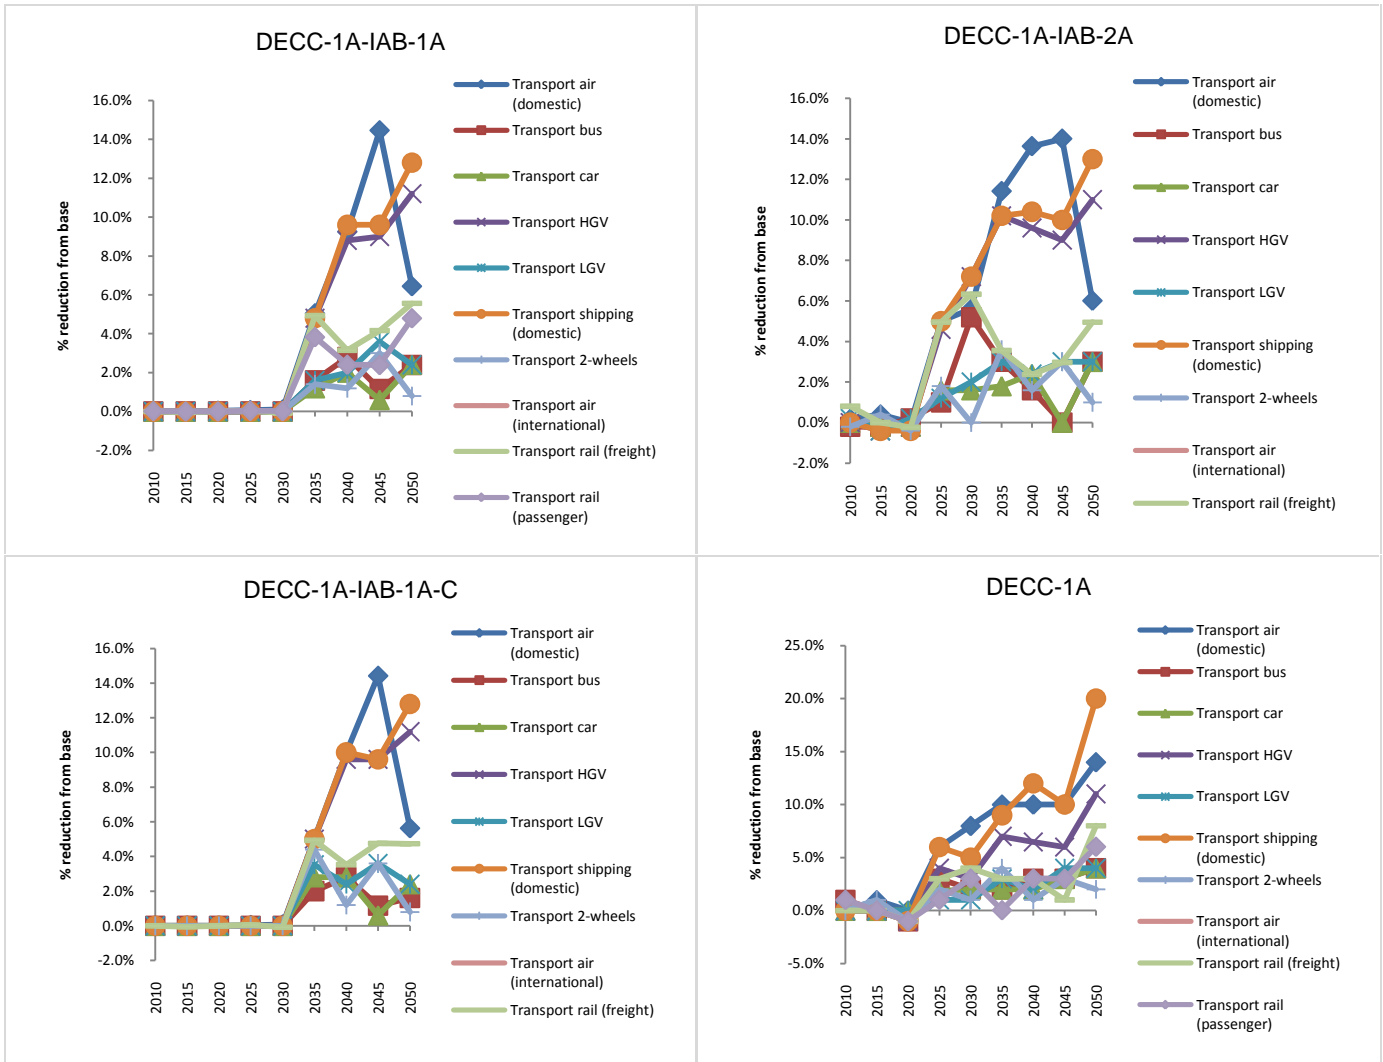 DECC-1A-IAB-1A
% reduction from base
16.0%
14.0%
12.0%
10.0%
8.0%
6.0%
4.0%
2.0%
0.0%
-2.0%
2010
2015
2020
2025
2030
2035
2040
2045
2050
Transport air
(domestic)
Transport bus
Transport car
Transport HGV
Transport LGV
Transport shipping
(domestic)
Transport 2-wheels
Transport air
(international)
Transport rail (freight)
Transport rail
(passenger)
DECC-1A-IAB-2A
% reduction from base
16.0%
14.0%
12.0%
10.0%
8.0%
6.0%
4.0%
2.0%
0.0%
-2.0%
2010
2015
2020
2025
2030
2035
2040
2045
2050
Transport air
(domestic)
Transport bus
Transport car
Transport HGV
Transport LGV
Transport shipping
(domestic)
Transport 2-wheels
Transport air
(international)
Transport rail (freight)
DECC-1A-IAB-1A-C
% reduction from base
16.0%
14.0%
12.0%
10.0%
8.0%
6.0%
4.0%
2.0%
0.0%
-2.0%
2010
2015
2020
2025
2030
2035
2040
2045
2050
Transport air
(domestic)
Transport bus
Transport car
Transport HGV
Transport LGV
Transport shipping
(domestic)
Transport 2-wheels
Transport air
(international)
Transport rail (freight)
DECC-1A
% reduction from base
25.0%
20.0%
15.0%
10.0%
5.0%
0.0%
-5.0%
2010
2015
2020
2025
2030
2035
2040
2045
2050
Transport air
(domestic)
Transport bus
Transport car
Transport HGV
Transport LGV
Transport shipping
(domestic)
Transport 2-wheels
Transport air
(international)
Transport rail (freight)
Transport rail
(passenger)